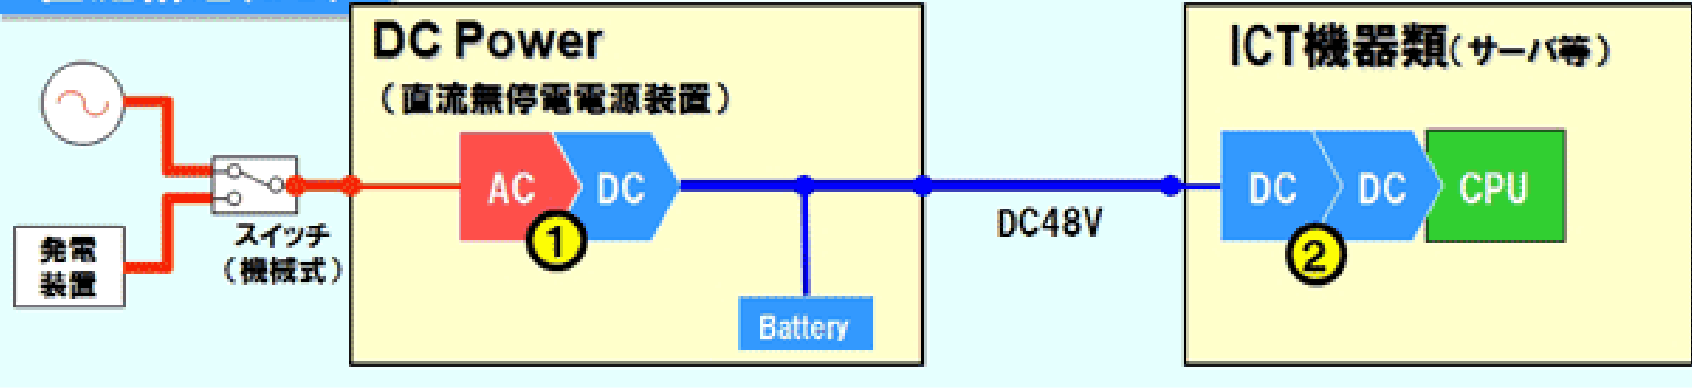 DC Power
（直流無停電電源装置）
ICT機器類（サーバ等）
AC
DC
①
DC
DC
CPU
②
DC48V
スイッチ
（機械式）
発電
装置
Battery